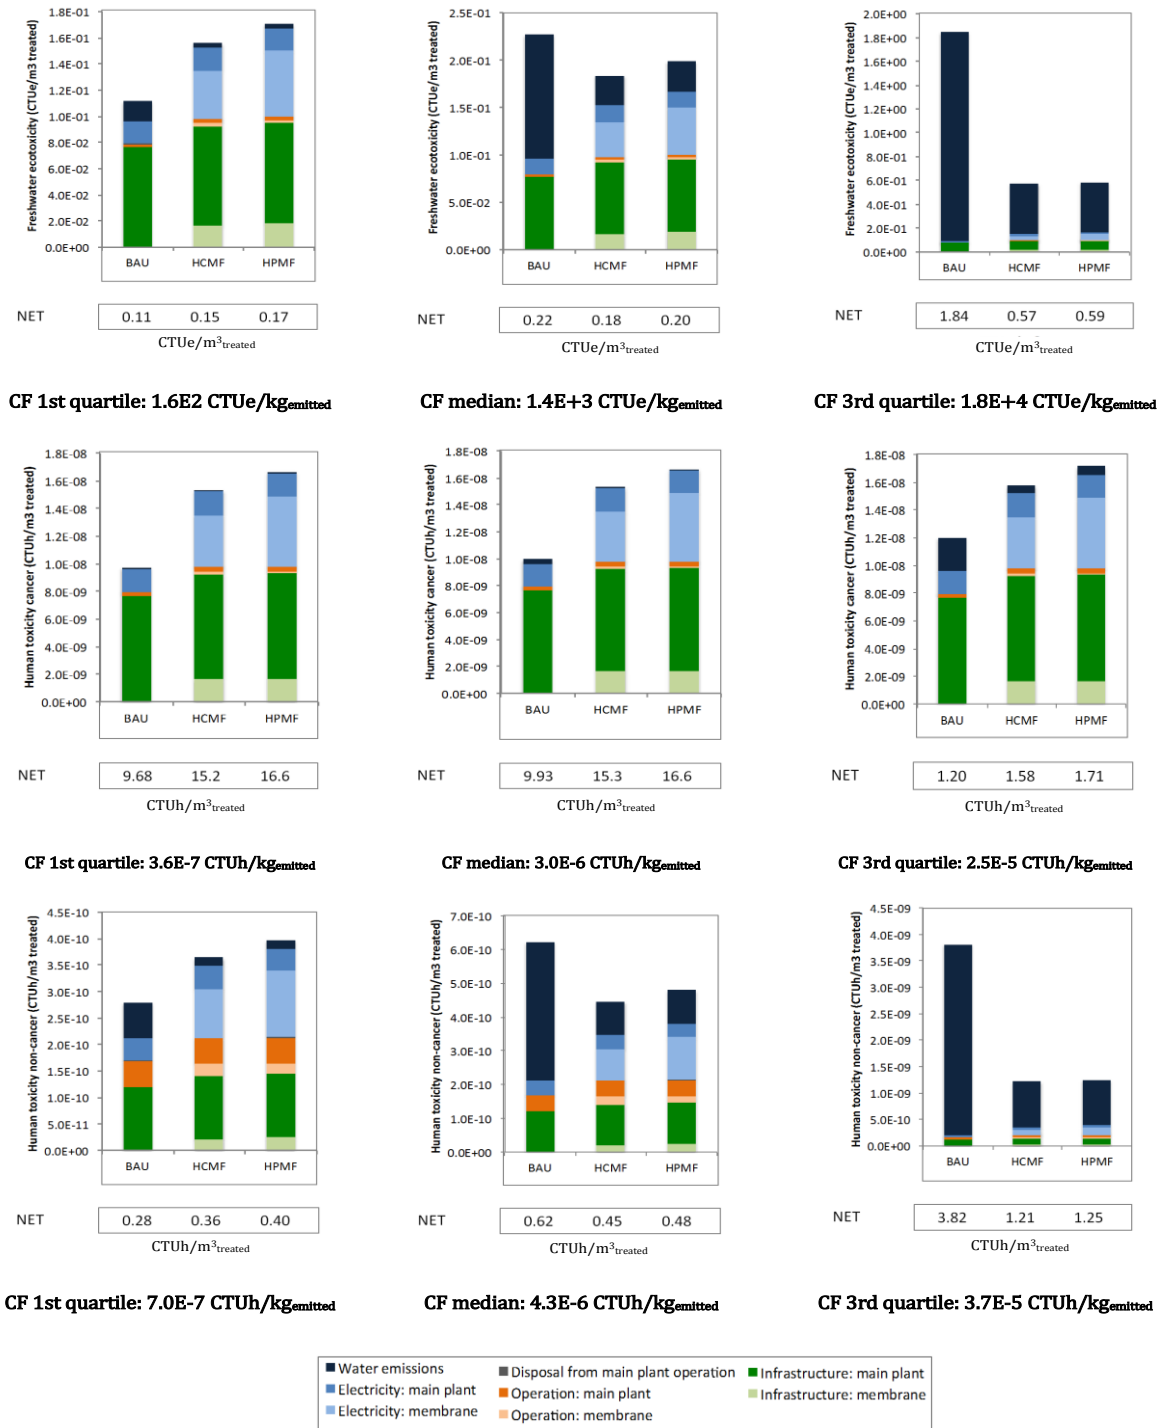 Freshwater ecotoxicity (CTUe/m3 treated)
1.8E-01
1.6E-01
1.4E-01
1.2E-01
1.0E-01
8.0E-02
6.0E-02
4.0E-02
2.0E-02
0.0E+00
BAU HCMF HPMF
NET 0.11 0.15 0.17
CTUe/m3treated
CF 1st quartile: 1.6E2 CTUe/kgemitted
Freshwater ecotoxicity (CTUe/m3 treated)
2.5E-01
2.0E-01
1.5E-01
1.0E-01
5.0E-02
0.0E+00
BAU HCMF HPMF
NET 0.22 0.18 0.20
CTUe/m3treated
CF median: 1.4E+3 CTUe/kgemitted
Freshwater ecotoxicity (CTUe/m3 treated)
2.0E+00
1.8E+00
1.6E+00
1.4E+00
1.2E+00
1.0E+00
8.0E-01
6.0E-01
4.0E-01
2.0E-01
0.0E+00
BAU HCMF HPMF
NET 1.84 0.57 0.59
CTUe/m3treated
CF 3rd quartile: 1.8E+4 CTUe/kgemitted
Human toxicity cancer (CTUh/m3 treated)
1.8E-08
1.6E-08
1.4E-08
1.2E-08
1.0E-08
8.0E-09
6.0E-09
4.0E-09
2.0E-09
0.0E+00
BAU HCMF HPMF
NET 9.68 15.2 16.6
CTUh/m3treated
CF 1st quartile: 3.6E-7 CTUh/kgemitted
Human toxicity cancer (CTUh/m3 treated)
1.8E-08
1.6E-08
1.4E-08
1.2E-08
1.0E-08
8.0E-09
6.0E-09
4.0E-09
2.0E-09
0.0E+00
BAU HCMF HPMF
NET 9.93 15.3 16.6
CTUh/m3treated
CF median: 3.0E-6 CTUh/kgemitted
Human toxicity cancer (CTUh/m3 treated)
1.8E-08
1.6E-08
1.4E-08
1.2E-08
1.0E-08
8.0E-09
6.0E-09
4.0E-09
2.0E-09
0.0E+00
BAU HCMF HPMF
NET 1.20 1.58 1.71
CTUh/m3treated
CF 3rd quartile: 2.5E-5 CTUh/kgemitted
Human toxicity non-cancer (CTUh/m3 treated)
4.5E-10
4.0E-10
3.5E-10
3.0E-10
2.5E-10
2.0E-10
1.5E-10
1.0E-10
5.0E-11
0.0E+00
BAU HCMF HPMF
NET 0.28 0.36 0.40
CTUh/m3treated
CF 1st quartile: 7.0E-7 CTUh/kgemitted
Human toxicity non-cancer (CTUh/m3 treated)
7.0E-10
6.0E-10
5.0E-10
4.0E-10
3.0E-10
2.0E-10
1.0E-10
0.0E+00
BAU HCMF HPMF
NET 0.62 0.45 0.48
CTUh/m3treated
CF median: 4.3E-6 CTUh/kgemitted
Human toxicity non-cancer (CTUh/m3 treated)
4.5E-09
4.0E-09
3.5E-09
3.0E-09
2.5E-09
2.0E-09
1.5E-09
1.0E-09
5.0E-10
0.0E+00
BAU HCMF HPMF
NET 3.82 1.21 1.25
CTUh/m3treated
CF 3rd quartile: 3.7E-5 CTUh/kgemitted
Water emissions Disposal from main plant operation Infrastructure: main plant
Electricity: main plant Operation: main plant Infrastructure: membrane
Electricity: membrane Operation: membrane